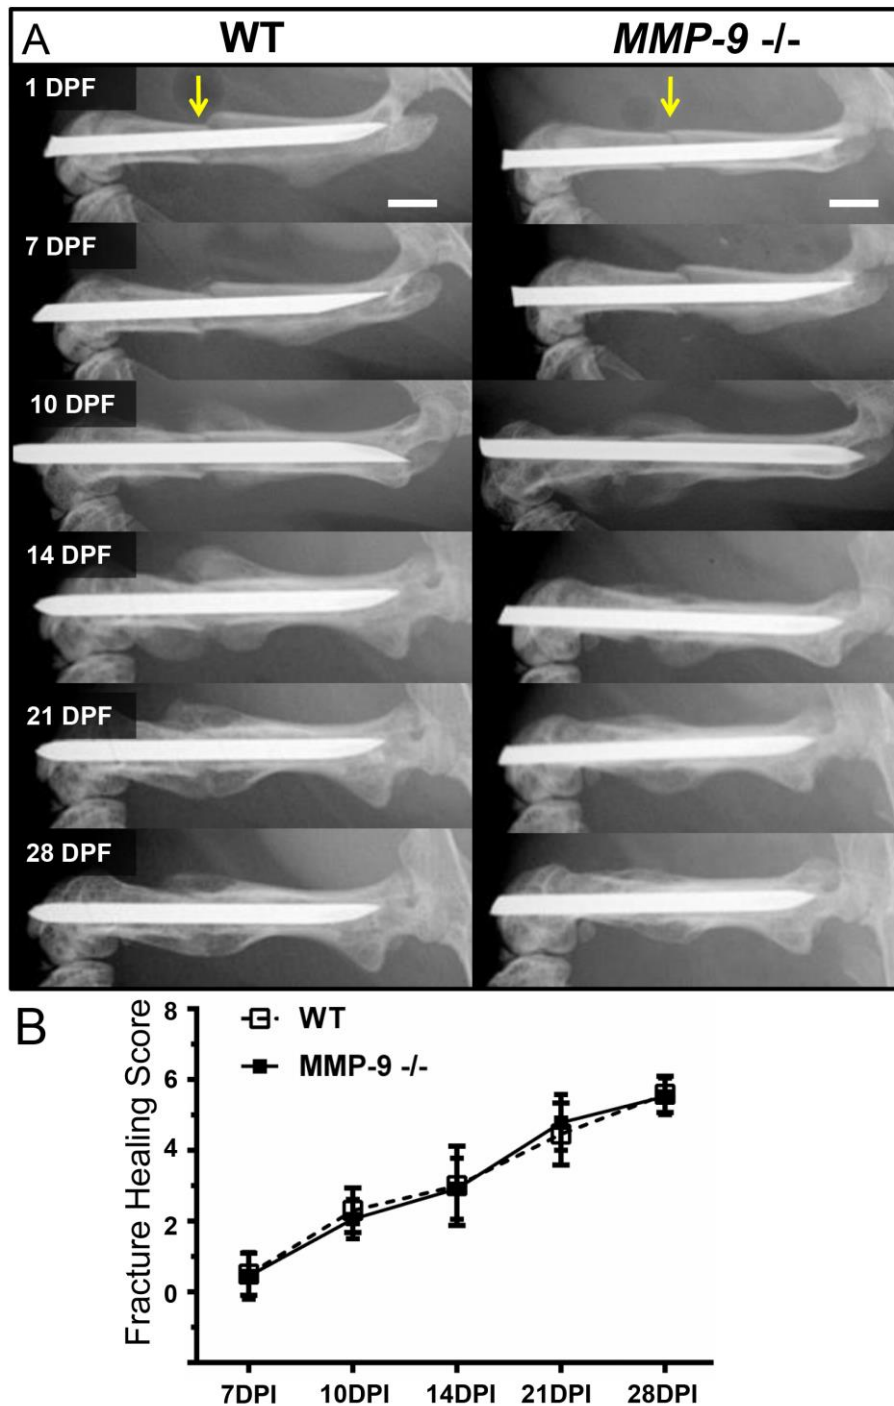 A
WT
MMP-9 -/-
1 DPF
7 DPF
10 DPF
14 DPF
21 DPF
28 DPF
B
Fracture Healing Score
8
6
4
2
0
WT
MMP-9 -/-
7DPI 10DPI 14DPI 21DPI 28DPI